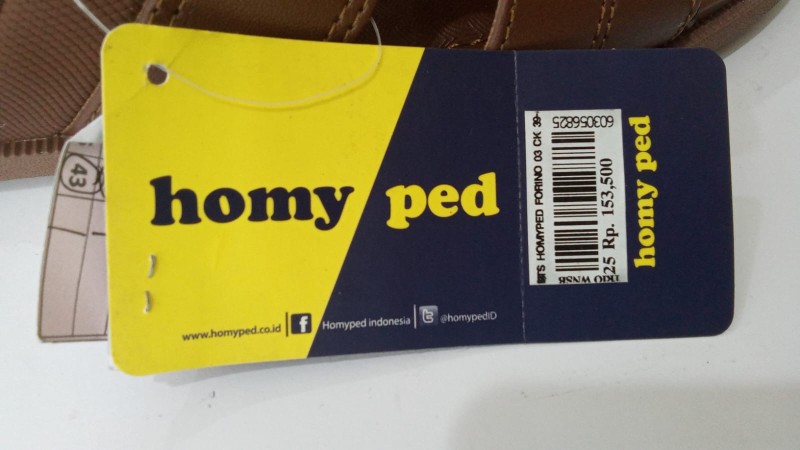 homy ped
www.homyped.co.id
Homyped indonesia
@homypedID
HOMYPED FORINO 03 CK 39-
603056825
25 Rp. 153,500
homy ped
43